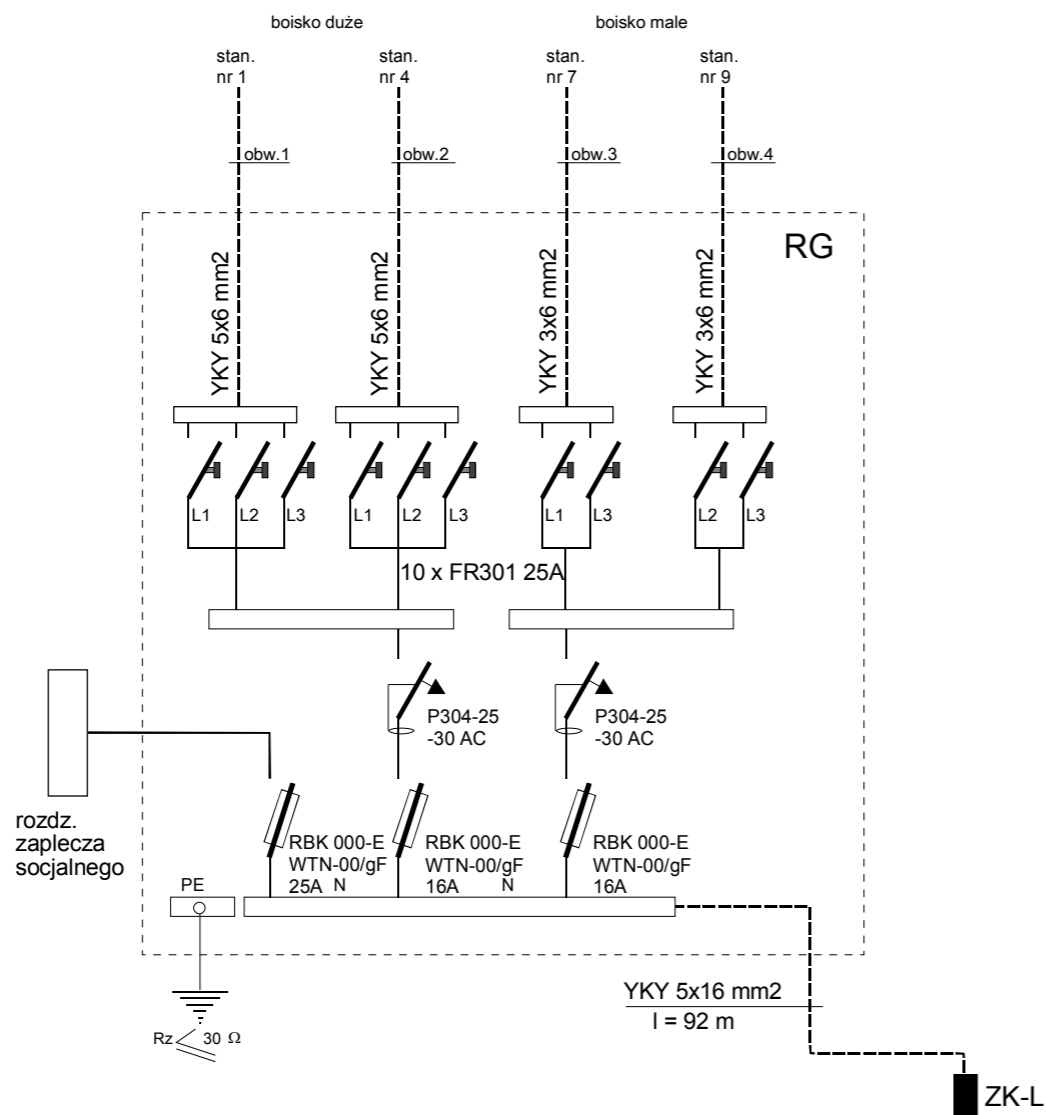 boisko duże
boisko male
stan.
nr 1
stan.
nr 4
stan.
nr 7
stan.
nr 9
obw.1
obw.2
obw.3
obw.4
RG
YKY 5x6 mm2
YKY 5x6 mm2
YKY 3x6 mm2
YKY 3x6 mm2
L1
L2
L3
L1
L2
L3
L1
L3
L2
L3
10 x FR301 25A
P304-25
-30 AC
P304-25
-30 AC
rozdz.
zaplecza
socjalnego
RBK 000-E
WTN-00/gF
25A
N
RBK 000-E
WTN-00/gF
16A
N
RBK 000-E
WTN-00/gF
16A
PE
Rz
30 Ω
YKY 5x16 mm2
l = 92 m
ZK-L